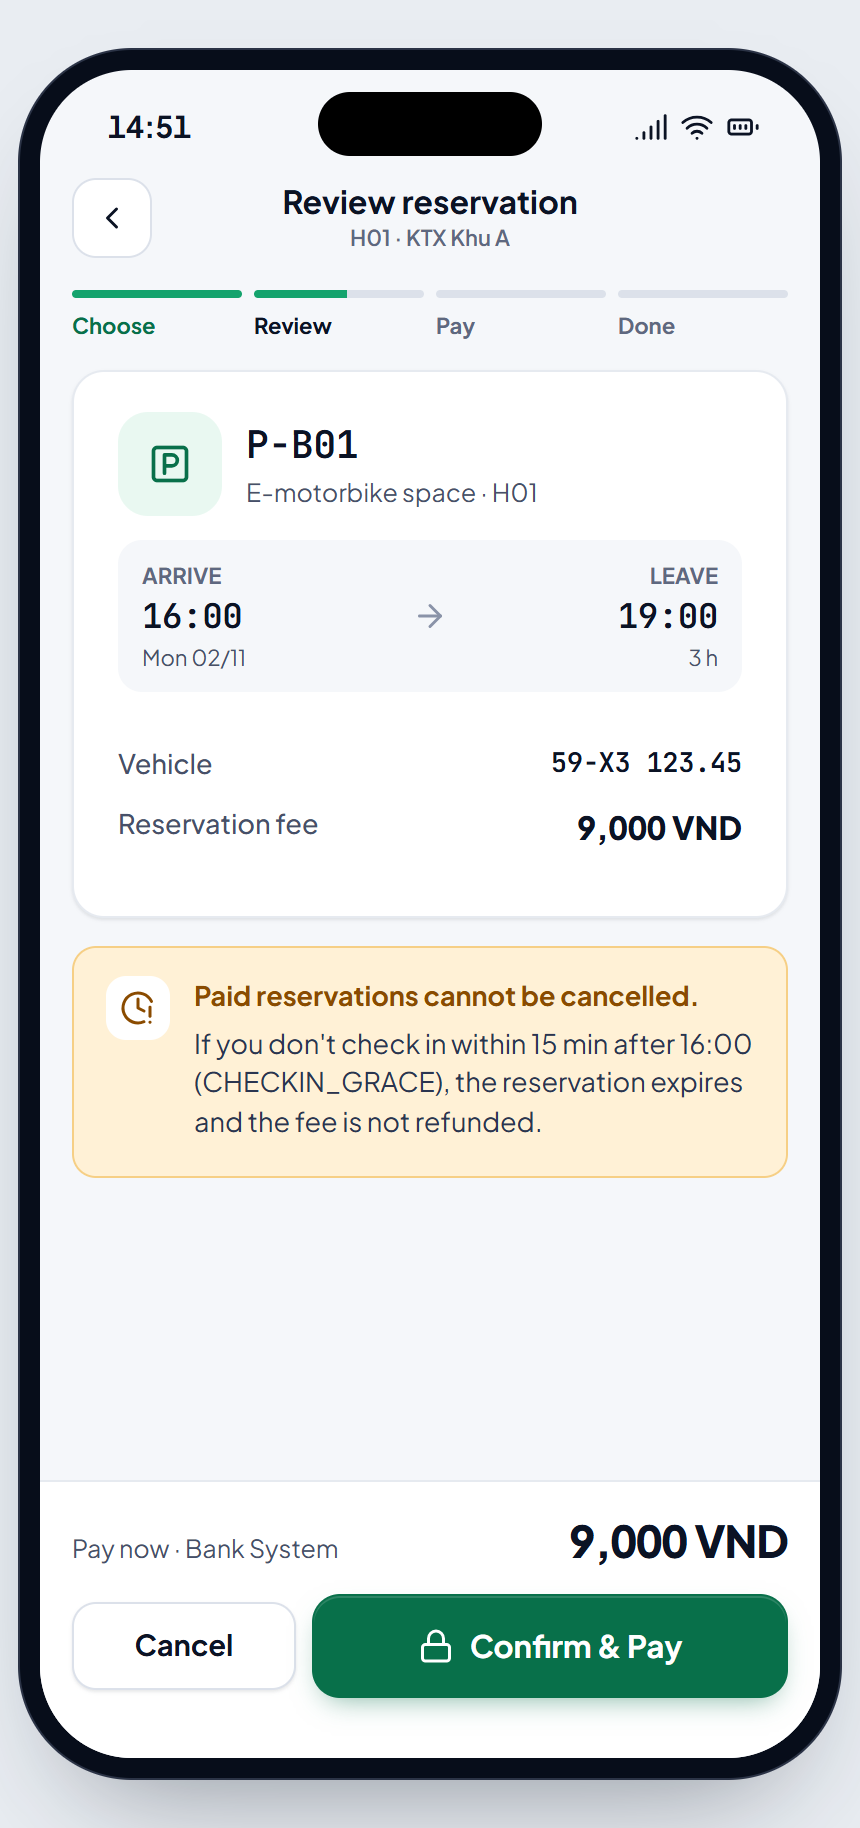 14:51
Review reservation
H01 · KTX Khu A
Choose
Review
Pay
Done
P
P-B01
E-motorbike space · H01
ARRIVE
LEAVE
16:00
19:00
Mon 02/11
3 h
Vehicle
59-X3 123.45
Reservation fee
9,000 VND
Paid reservations cannot be cancelled.
If you don't check in within 15 min after 16:00
(CHECKIN_GRACE), the reservation expires
and the fee is not refunded.
Pay now · Bank System
9,000 VND
Cancel
Confirm & Pay